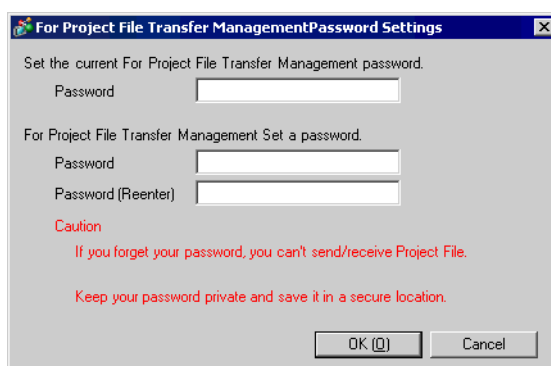 For Project File Transfer ManagementPassword Settings
Set the current For Project File Transfer Management password.
Password
For Project File Transfer Management Set a password.
Password
Password (Reenter)
Caution
If you forget your password, you can't send/receive Project File.
Keep your password private and save it in a secure location.
OK (O) Cancel